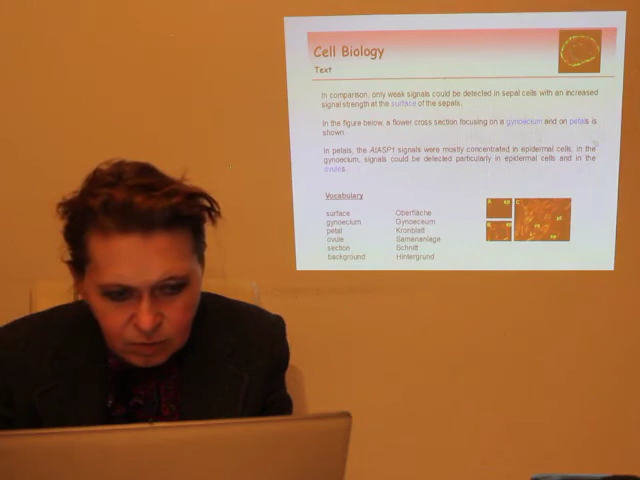 Cell Biology
Text
In comparison, only weak signals could be detected in sepal cells with an increased
signal strength at the surface of the sepals.
In the figure below, a flower cross section focusing on a gynoecium and on petals is
shown.
In petals, the AtASP1 signals were mostly concentrated in epidermal cells. In the
gynoecium, signals could be detected particularly in epidermal cells and in the
ovules.
Vocabulary
surface Oberfläche
gynoecium Gynoeceum
petal Kronblatt
ovule Samenanlage
section Schnitt
background Hintergrund